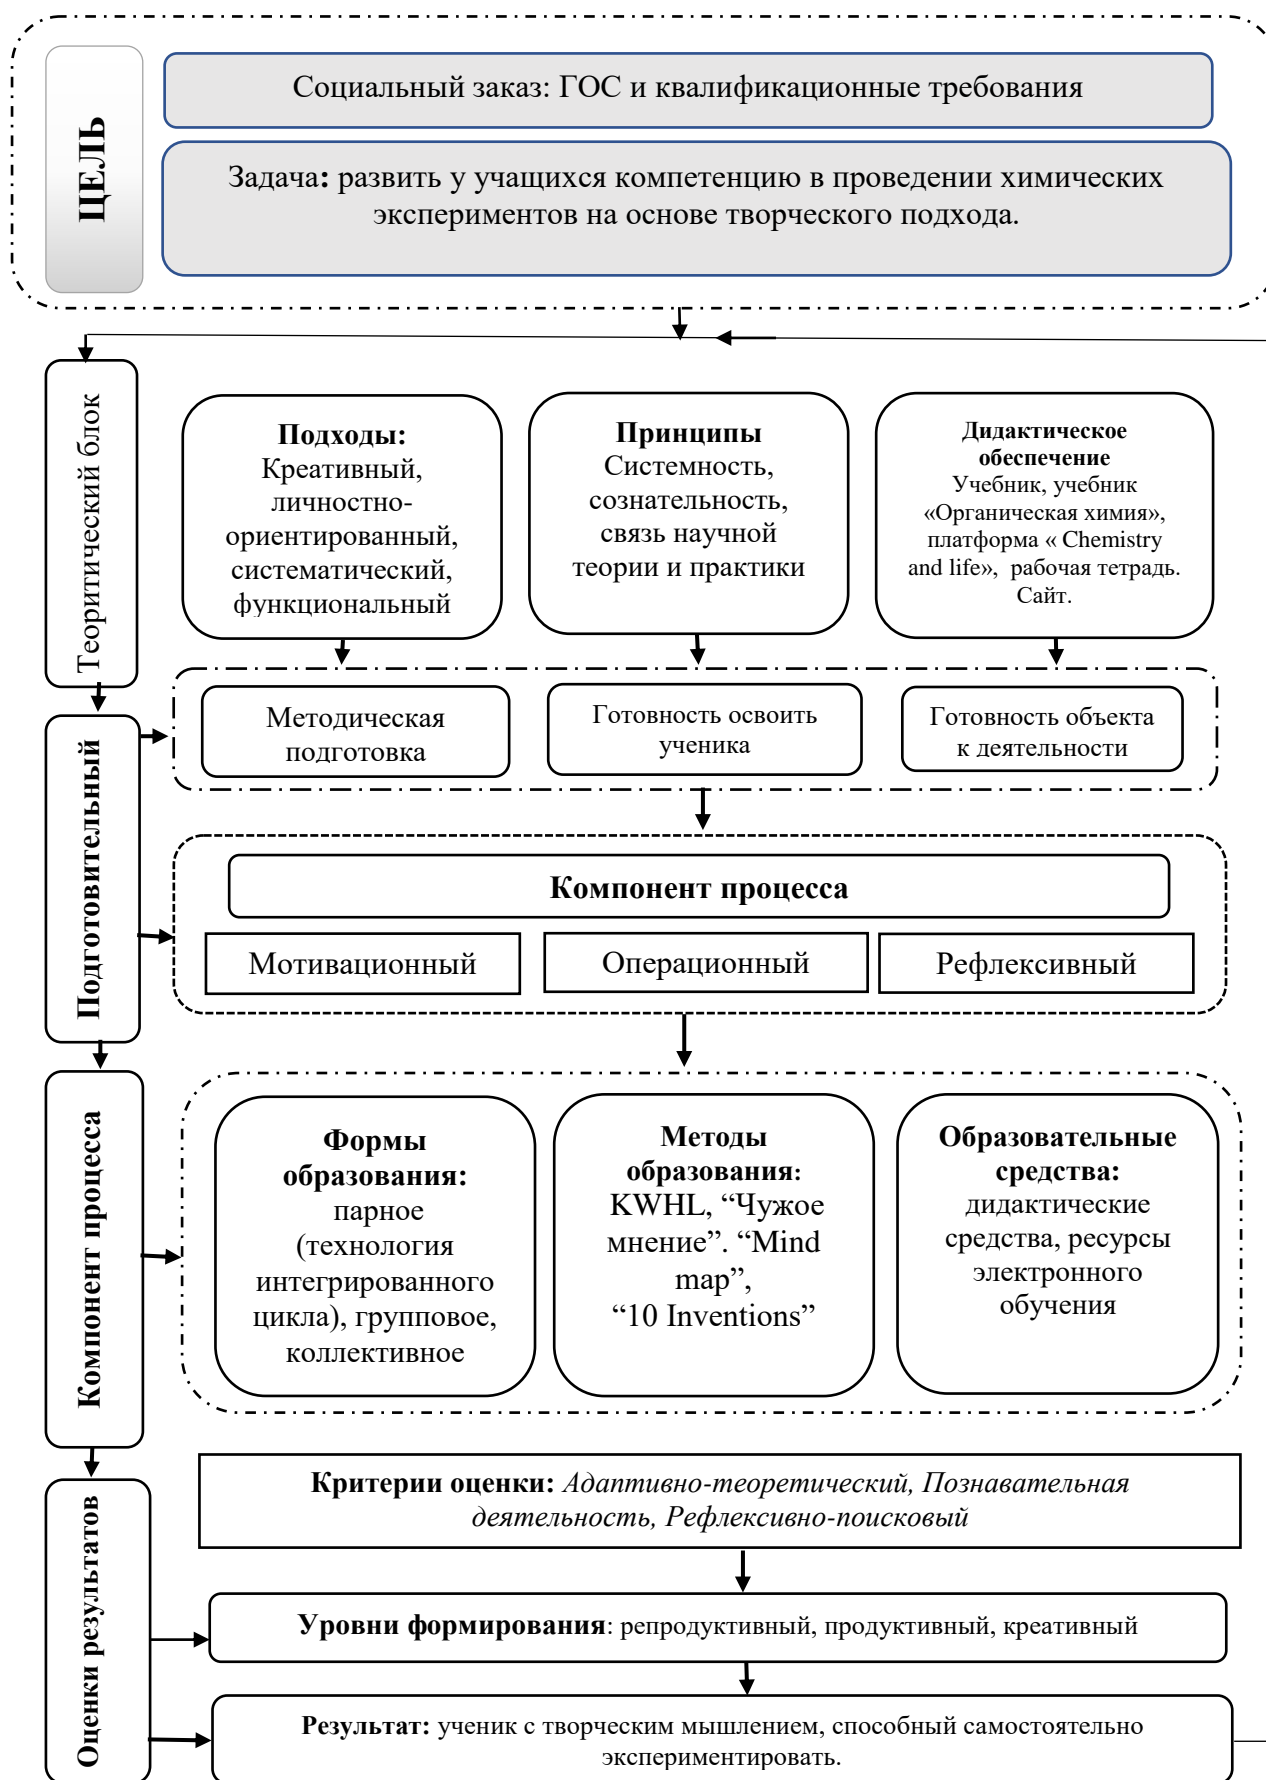 ЦЕЛЬ
Социальный заказ: ГОС и квалификационные требования
Задача: развить у учащихся компетенцию в проведении химических
экспериментов на основе творческого подхода.
Теоритический блок
Подходы:
Креативный,
личностно-
ориентированный,
систематический,
функциональный
Принципы
Системность,
сознательность,
связь научной
теории и практики
Дидактическое
обеспечение
Учебник, учебник
«Органическая химия»,
платформа « Chemistry
and life», рабочая тетрадь.
Сайт.
Подготовительный
Методическая
подготовка
Готовность освоить
ученика
Готовность объекта
к деятельности
Компонент процесса
Мотивационный
Операционный
Рефлексивный
Компонент процесса
Формы
образования:
парное
(технология
интегрированного
цикла), групповое,
коллективное
Методы
образования:
KWHL, “Чужое
мнение”. “Mind
map”,
“10 Inventions”
Образовательные
средства:
дидактические
средства, ресурсы
электронного
обучения
Оценки результатов
Критерии оценки: Адаптивно-теоретический, Познавательная
деятельность, Рефлексивно-поисковый
Уровни формирования: репродуктивный, продуктивный, креативный
Результат: ученик с творческим мышлением, способный самостоятельно
экспериментировать.